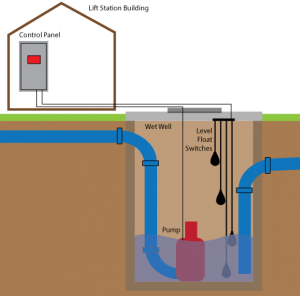 Lift Station Building
Control Panel
Wet Well
Level
Float
Switches
Pump